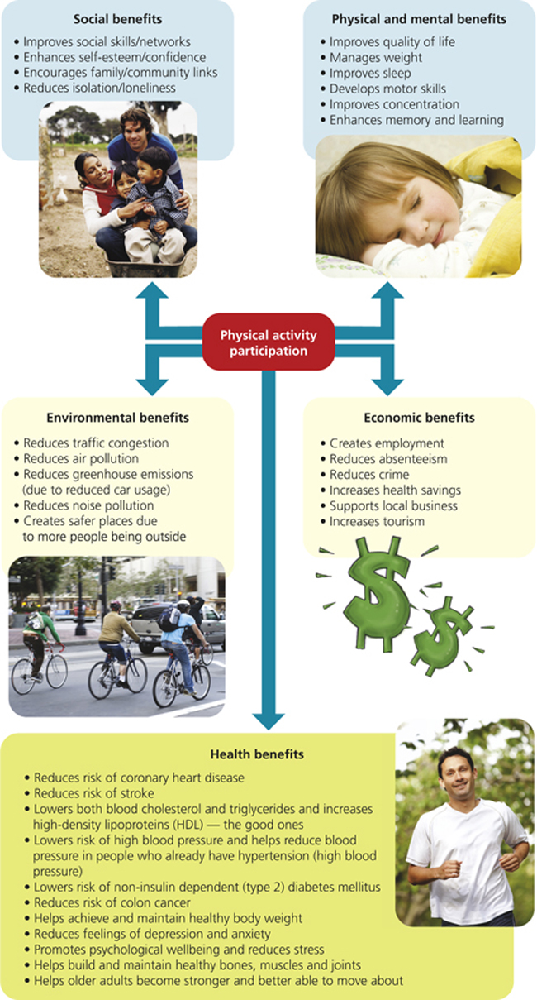 Social benefits
• Improves social skills/networks
• Enhances self-esteem/confidence
• Encourages family/community links
• Reduces isolation/loneliness
Physical and mental benefits
• Improves quality of life
• Manages weight
• Improves sleep
• Develops motor skills
• Improves concentration
• Enhances memory and learning
Physical activity
participation
Environmental benefits
• Reduces traffic congestion
• Reduces air pollution
• Reduces greenhouse emissions
(due to reduced car usage)
• Reduces noise pollution
• Creates safer places due
to more people being outside
Economic benefits
• Creates employment
• Reduces absenteeism
• Reduces crime
• Increases health savings
• Supports local business
• Increases tourism
$
$
Health benefits
• Reduces risk of coronary heart disease
• Reduces risk of stroke
• Lowers both blood cholesterol and triglycerides and increases
high-density lipoproteins (HDL) — the good ones
• Lowers risk of high blood pressure and helps reduce blood
pressure in people who already have hypertension (high blood
pressure)
• Lowers risk of non-insulin dependent (type 2) diabetes mellitus
• Reduces risk of colon cancer
• Helps achieve and maintain healthy body weight
• Reduces feelings of depression and anxiety
• Promotes psychological wellbeing and reduces stress
• Helps build and maintain healthy bones, muscles and joints
• Helps older adults become stronger and better able to move about